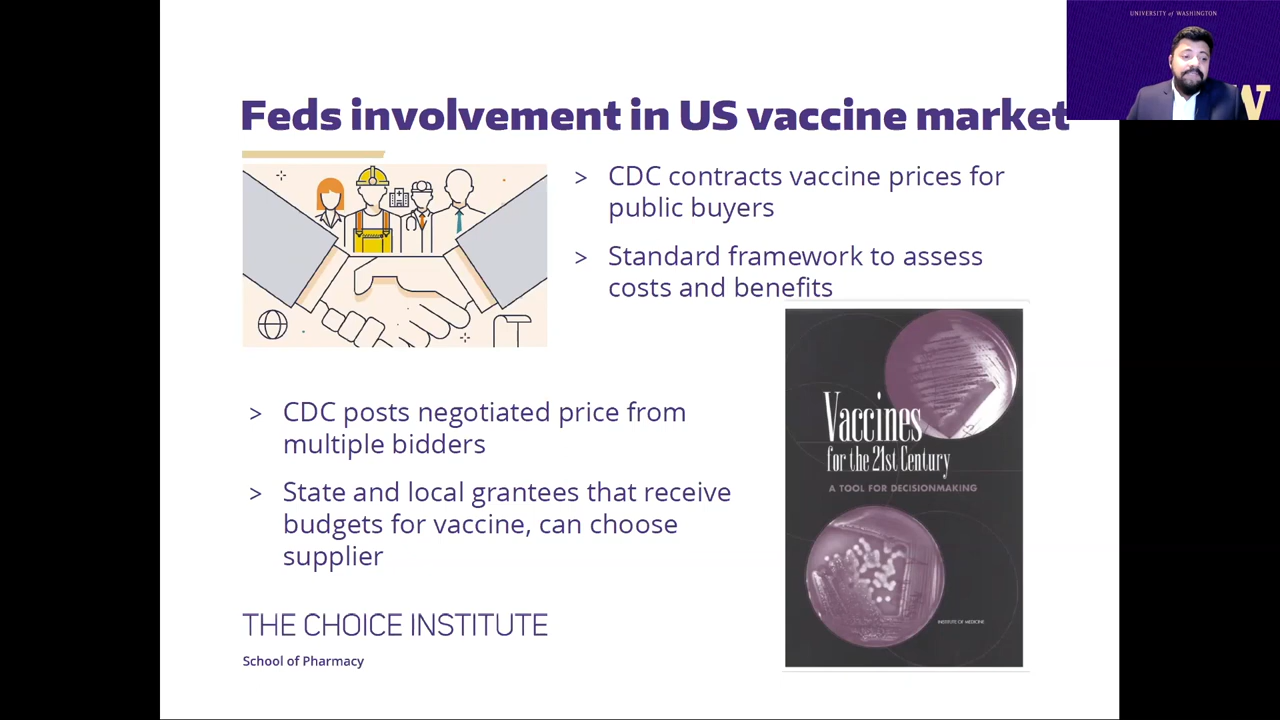 UNIVERSITY of WASHINGTON
W
Feds involvement in US vaccine market
> CDC contracts vaccine prices for
public buyers
> Standard framework to assess
costs and benefits
> CDC posts negotiated price from
multiple bidders
> State and local grantees that receive
budgets for vaccine, can choose
supplier
Vaccines
for the 21st Century
A TOOL FOR DECISIONMAKING
INSTITUTE OF MEDICINE
THE CHOICE INSTITUTE
School of Pharmacy